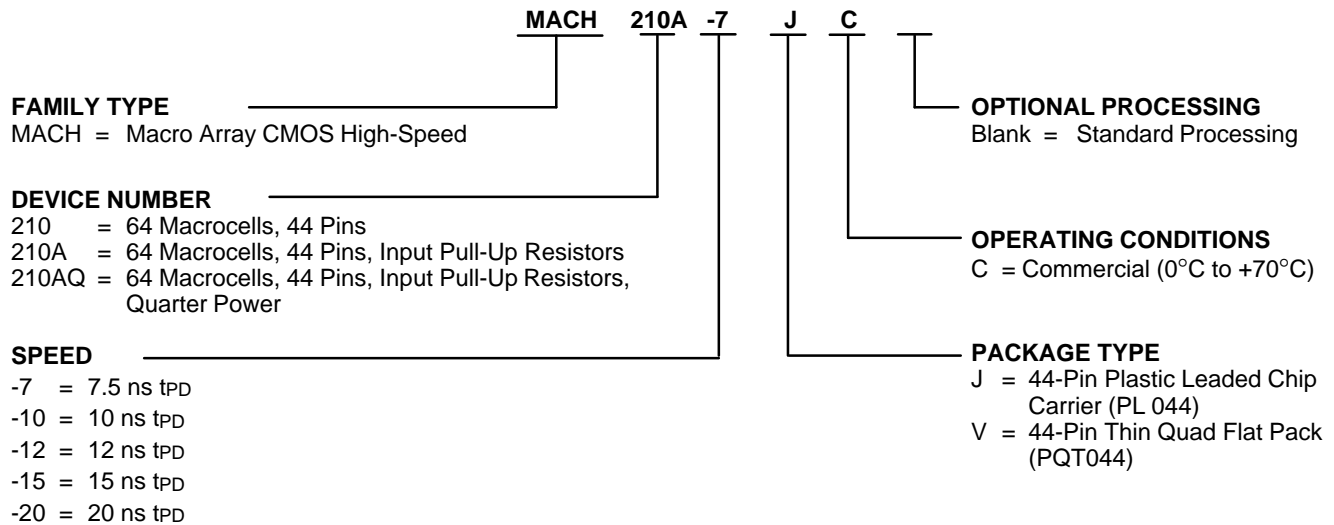 MACH 210A -7 J C
FAMILY TYPE
MACH = Macro Array CMOS High-Speed
DEVICE NUMBER
210 = 64 Macrocells, 44 Pins
210A = 64 Macrocells, 44 Pins, Input Pull-Up Resistors
210AQ = 64 Macrocells, 44 Pins, Input Pull-Up Resistors,
Quarter Power
SPEED
-7 = 7.5 ns tPD
-10 = 10 ns tPD
-12 = 12 ns tPD
-15 = 15 ns tPD
-20 = 20 ns tPD
OPTIONAL PROCESSING
Blank = Standard Processing
OPERATING CONDITIONS
C = Commercial (0°C to +70°C)
PACKAGE TYPE
J = 44-Pin Plastic Leaded Chip
Carrier (PL 044)
V = 44-Pin Thin Quad Flat Pack
(PQT044)